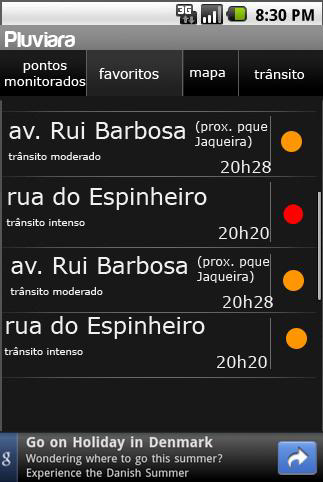 3G 8:30 PM
Pluviara
pontos monitorados favoritos mapa trânsito
av. Rui Barbosa (prox. pque Jaqueira)
trânsito moderado
20h28
rua do Espinheiro
trânsito intenso
20h20
av. Rui Barbosa (prox. pque Jaqueira)
trânsito moderado
20h28
rua do Espinheiro
trânsito intenso
20h20
g
Go on Holiday in Denmark
Wondering where to go this summer?
Experience the Danish Summer